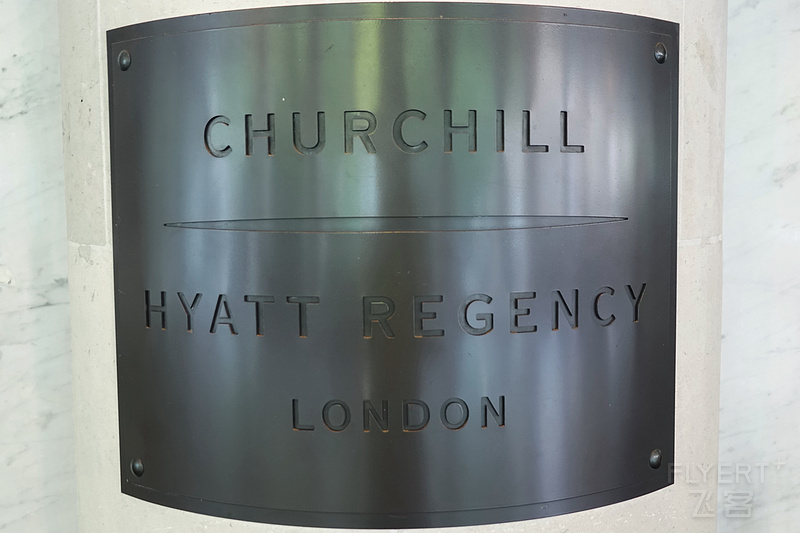 CHURCHILL
HYATT REGENCY
LONDON
FLYERT
飞客